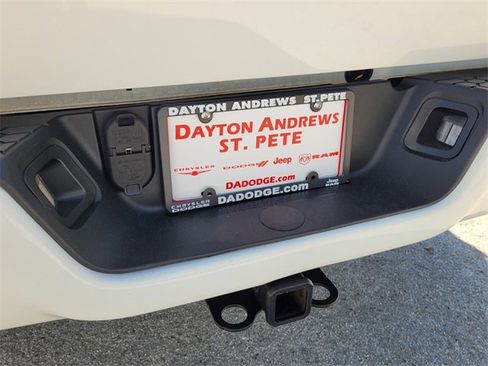 DAYTON ANDREWS ST. PETE
DAYTON ANDREWS
ST. PETE
CHRYSLER DODGE Jeep RAM
DADODGE.com
CHRYSLER Jeep
DODGE DADODGE.com RAM